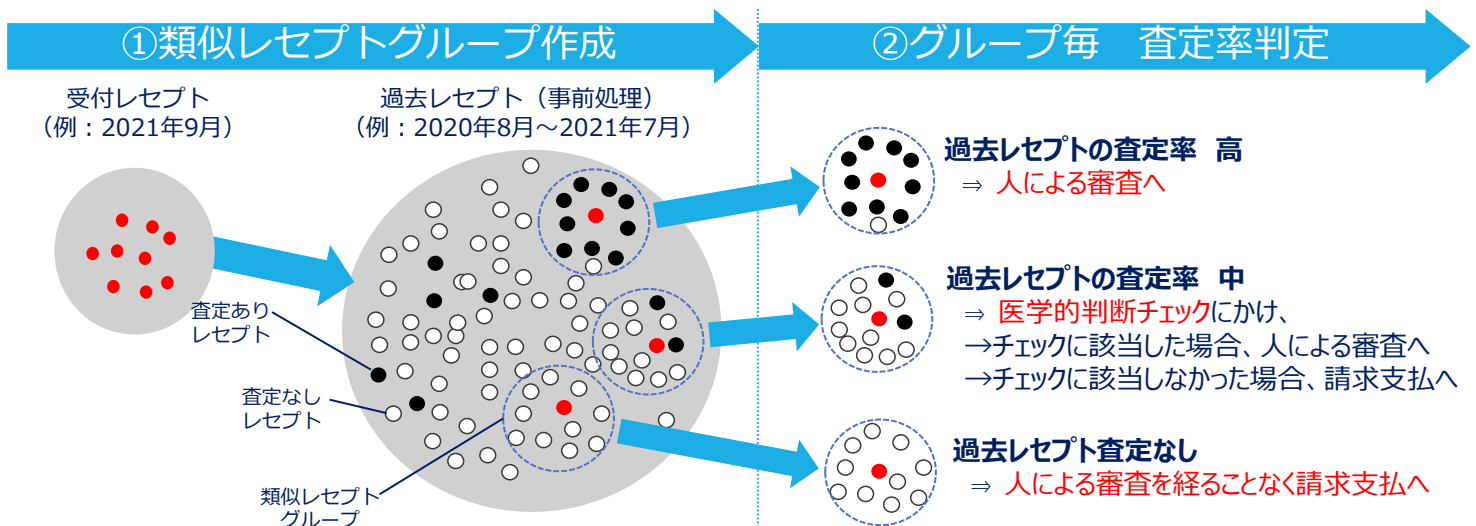 ①類似レセプトグループ作成
②グループ毎　査定率判定
受付レセプト
（例：2021年9月）
過去レセプト（事前処理）
（例：2020年8月～2021年7月）
査定あり
レセプト
査定なし
レセプト
類似レセプト
グループ
過去レセプトの査定率 高
⇒ 人による審査へ
過去レセプトの査定率 中
⇒ 医学的判断チェックにかけ、
→チェックに該当した場合、人による審査へ
→チェックに該当しなかった場合、請求支払へ
過去レセプト査定なし
⇒ 人による審査を経ることなく請求支払へ